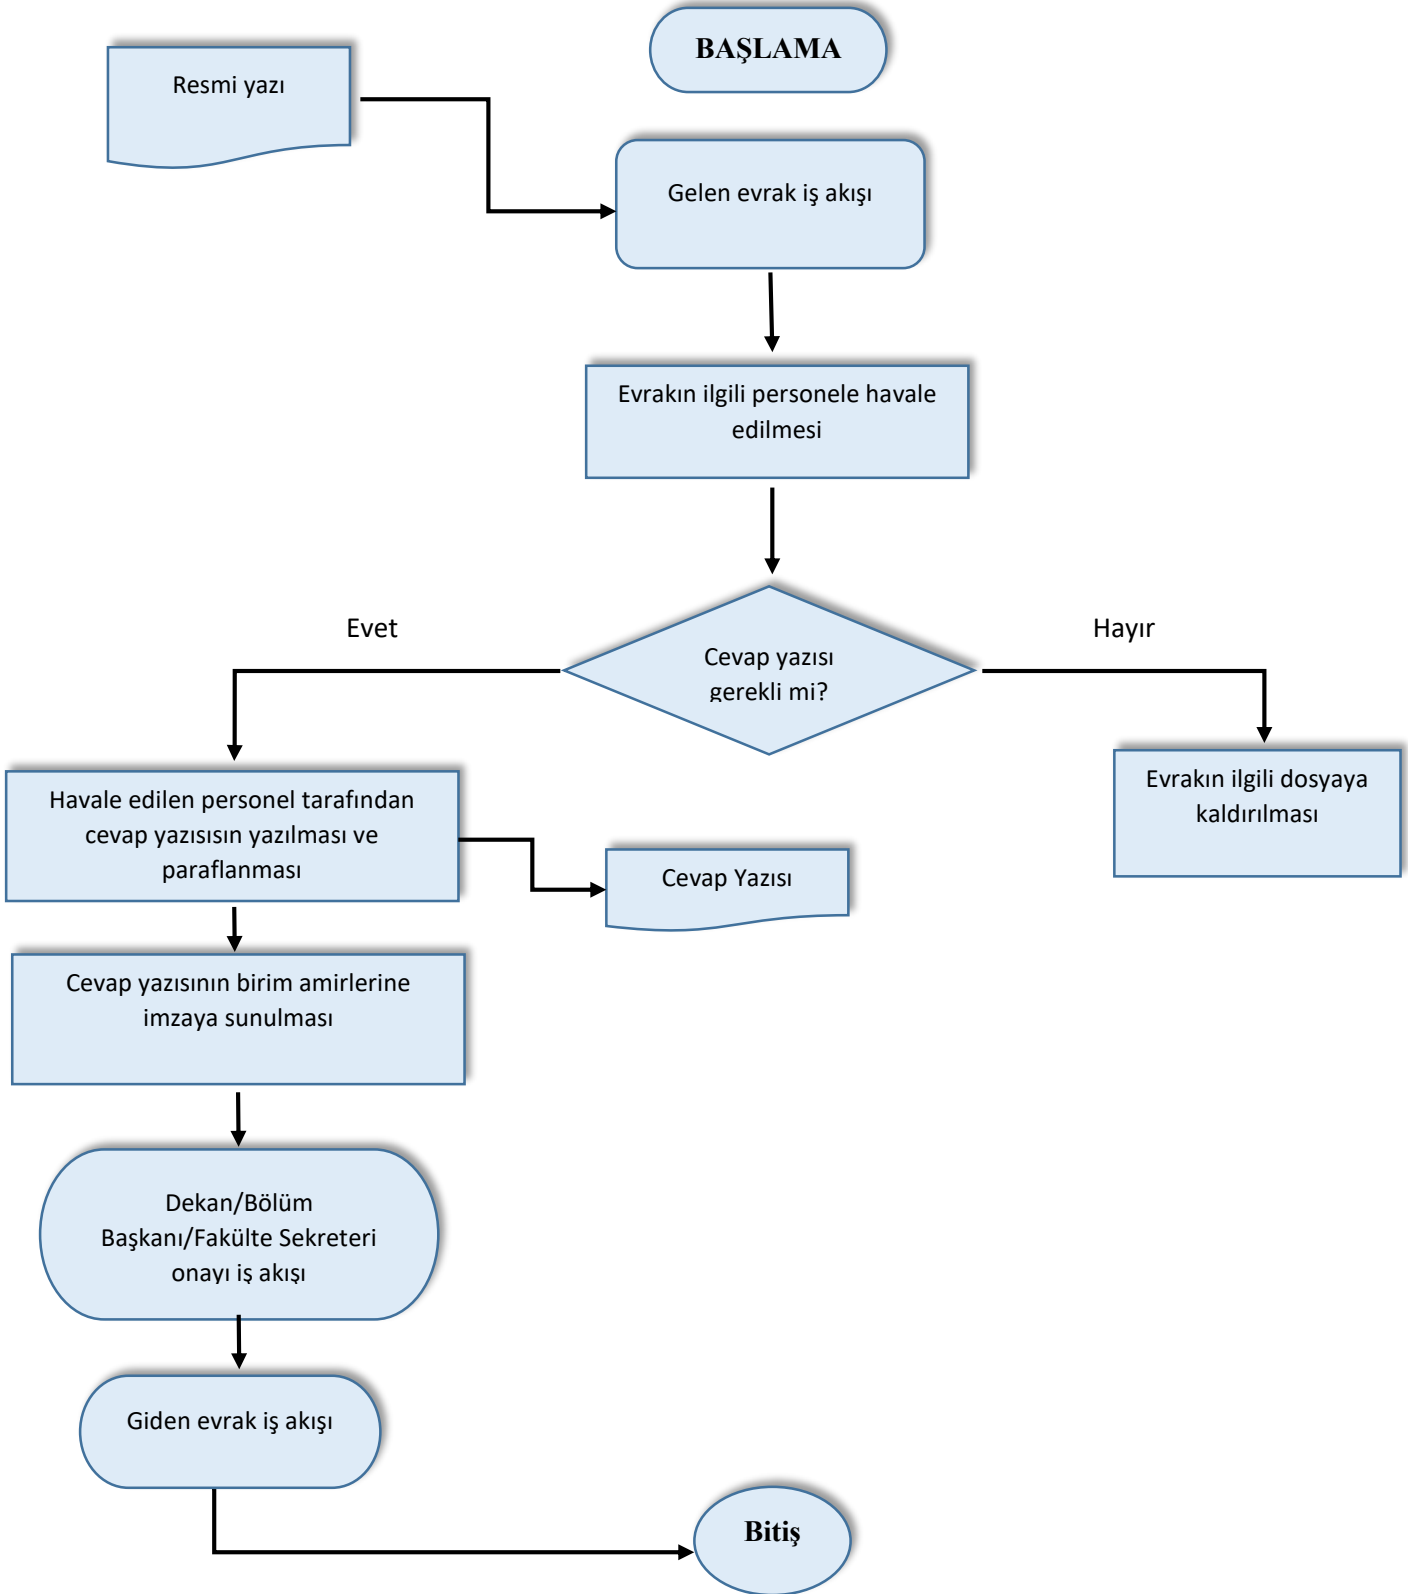 BAŞLAMA
Resmi yazı
Gelen evrak iş akışı
Evrakın ilgili personele havale
edilmesi
Evet
Hayır
Cevap yazısı
gerekli mi?
Havale edilen personel tarafından
cevap yazısısın yazılması ve
paraflanması
Evrakın ilgili dosyaya
kaldırılması
Cevap Yazısı
Cevap yazısının birim amirlerine
imzaya sunulması
Dekan/Bölüm
Başkanı/Fakülte Sekreteri
onayı iş akışı
Giden evrak iş akışı
Bitiş